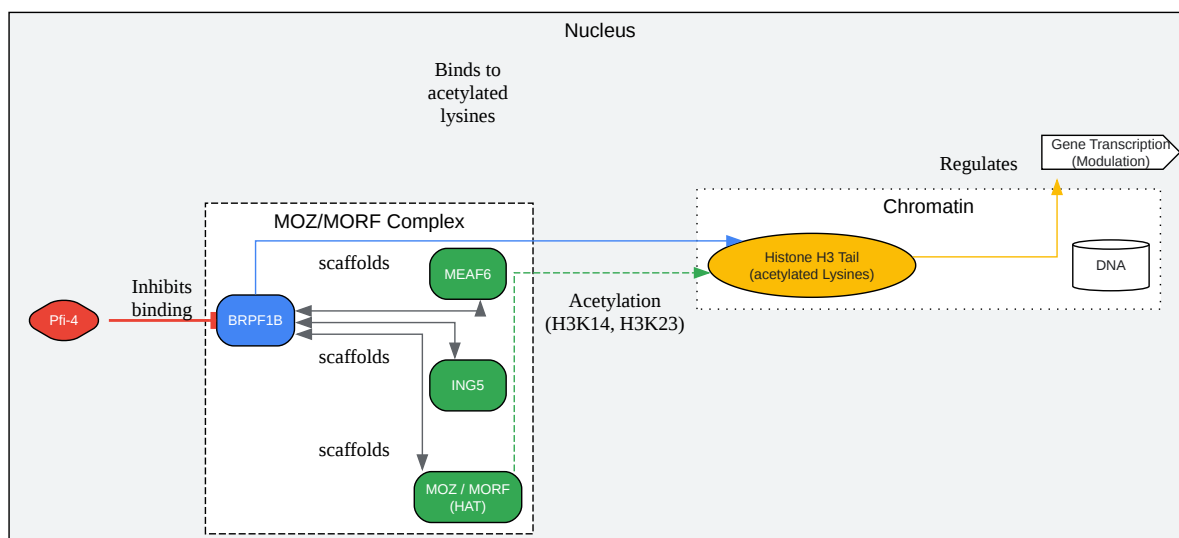 Nucleus
Binds to
acetylated
lysines
Gene Transcription
(Modulation)
Regulates
MOZ/MORF Complex
Chromatin
scaffolds
MEAF6
Histone H3 Tail
(acetylated Lysines)
DNA
Inhibits
binding
Pfi-4
BRPF1B
Acetylation
(H3K14, H3K23)
scaffolds
ING5
scaffolds
MOZ / MORF
(HAT)